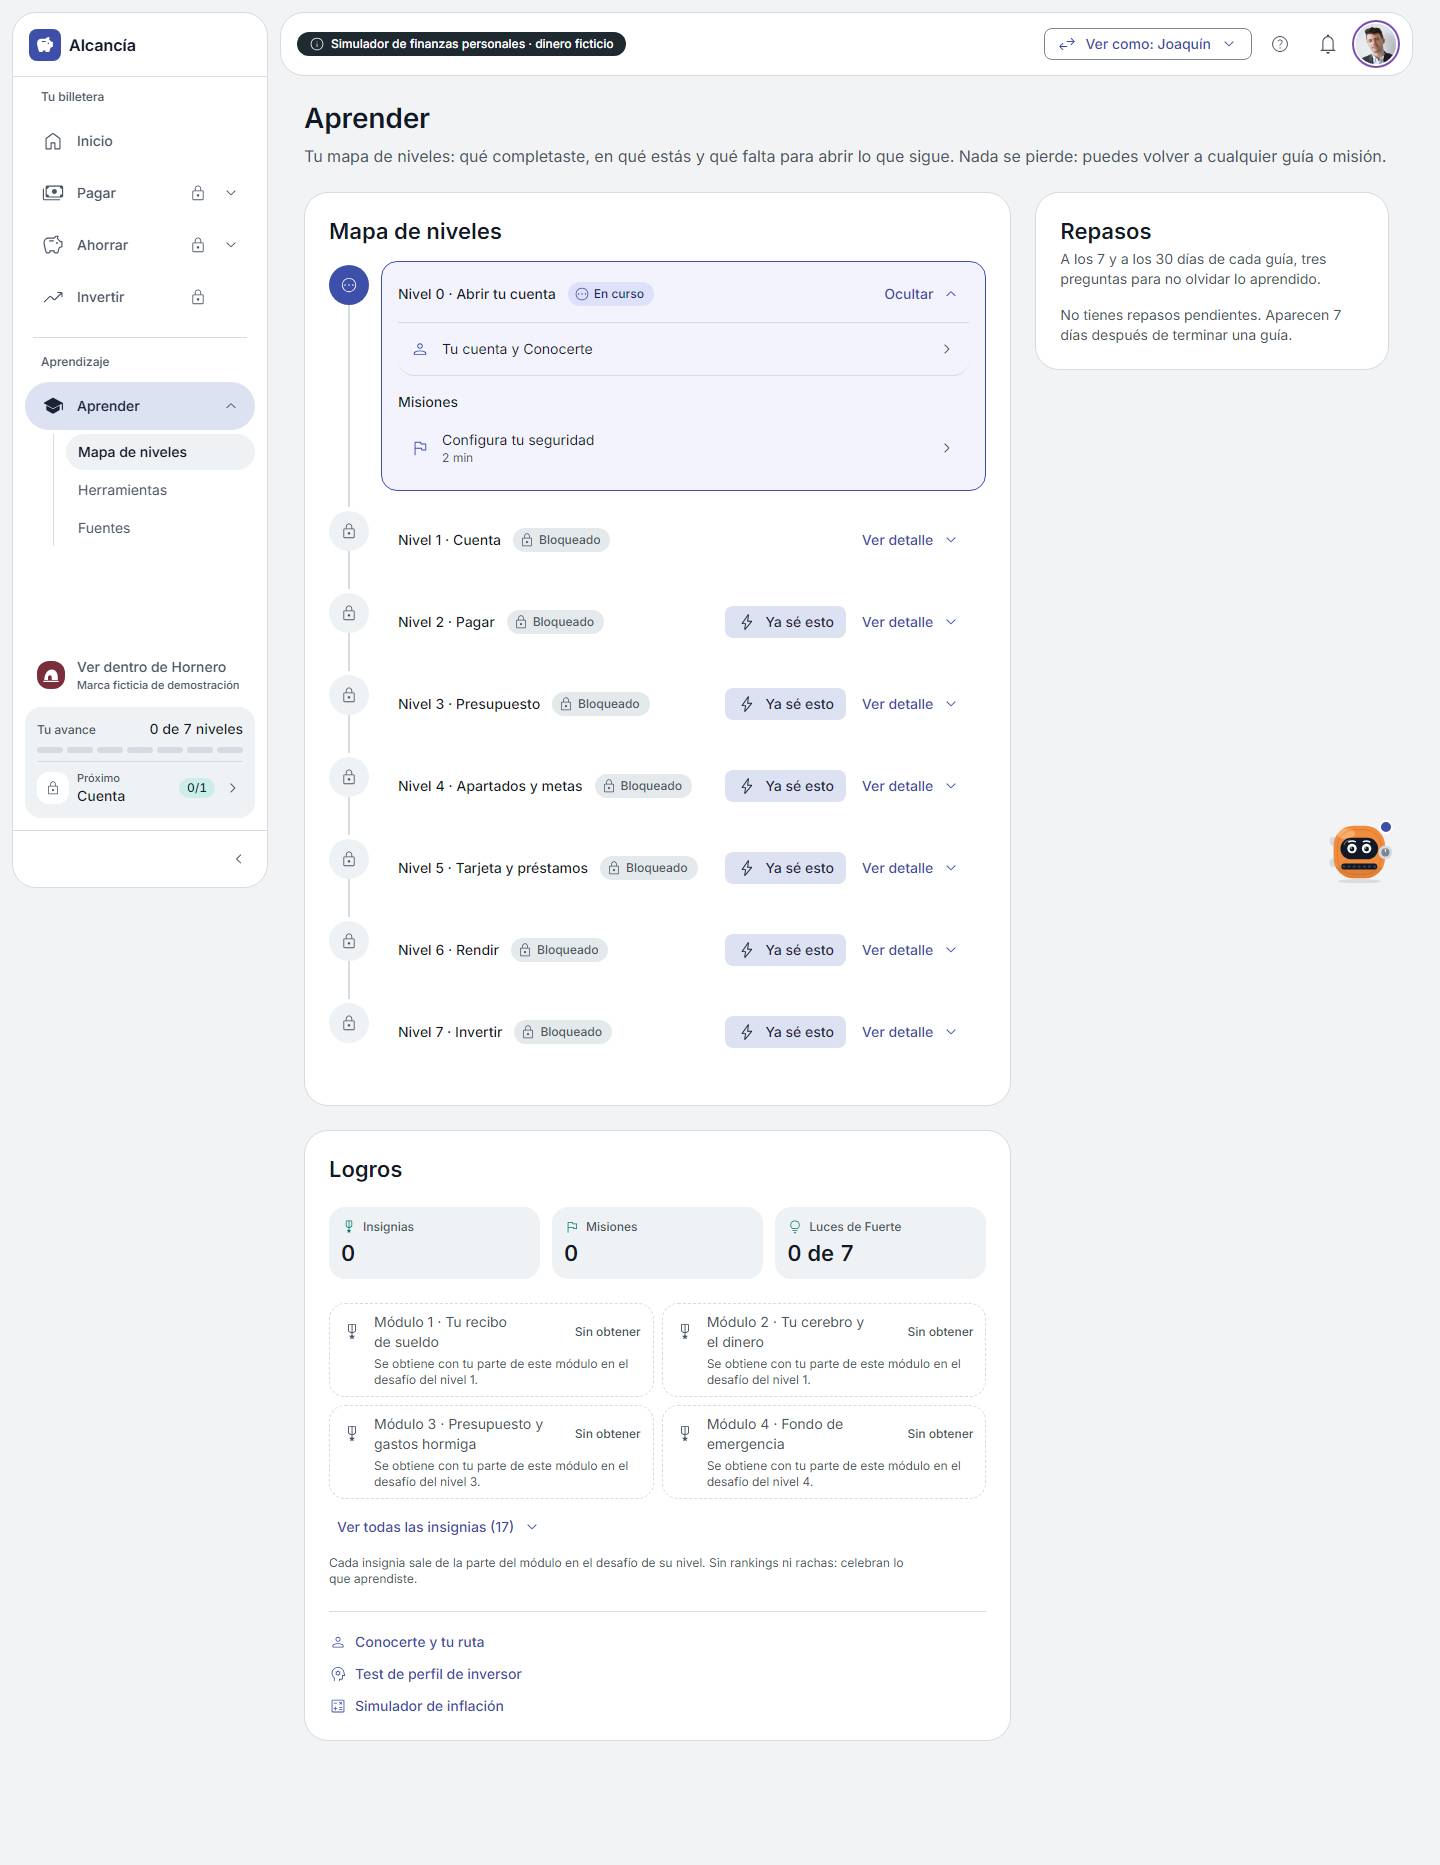 Alcancía
Tu billetera
Inicio
Pagar
Ahorrar
Invertir
Aprendizaje
Aprender
Mapa de niveles
Herramientas
Fuentes
Ver dentro de Hornero
Marca ficticia de demostración
Tu avance
0 de 7 niveles
Próximo
Cuenta
0/1
Simulador de finanzas personales · dinero ficticio
Ver como: Joaquín
Aprender
Tu mapa de niveles: qué completaste, en qué estás y qué falta para abrir lo que sigue. Nada se pierde: puedes volver a cualquier guía o misión.
Mapa de niveles
Nivel 0 · Abrir tu cuenta
En curso
Ocultar
Tu cuenta y Conocerte
Misiones
Configura tu seguridad
2 min
Nivel 1 · Cuenta
Bloqueado
Ver detalle
Nivel 2 · Pagar
Bloqueado
Ya sé esto
Ver detalle
Nivel 3 · Presupuesto
Bloqueado
Ya sé esto
Ver detalle
Nivel 4 · Apartados y metas
Bloqueado
Ya sé esto
Ver detalle
Nivel 5 · Tarjeta y préstamos
Bloqueado
Ya sé esto
Ver detalle
Nivel 6 · Rendir
Bloqueado
Ya sé esto
Ver detalle
Nivel 7 · Invertir
Bloqueado
Ya sé esto
Ver detalle
Repasos
A los 7 y a los 30 días de cada guía, tres
preguntas para no olvidar lo aprendido.
No tienes repasos pendientes. Aparecen 7
días después de terminar una guía.
Logros
Insignias
0
Misiones
0
Luces de Fuerte
0 de 7
Módulo 1 · Tu recibo
de sueldo
Sin obtener
Se obtiene con tu parte de este módulo en el
desafío del nivel 1.
Módulo 2 · Tu cerebro y
el dinero
Sin obtener
Se obtiene con tu parte de este módulo en el
desafío del nivel 1.
Módulo 3 · Presupuesto y
gastos hormiga
Sin obtener
Se obtiene con tu parte de este módulo en el
desafío del nivel 3.
Módulo 4 · Fondo de
emergencia
Sin obtener
Se obtiene con tu parte de este módulo en el
desafío del nivel 4.
Ver todas las insignias (17)
Cada insignia sale de la parte del módulo en el desafío de su nivel. Sin rankings ni rachas: celebran lo
que aprendiste.
Conocerte y tu ruta
Test de perfil de inversor
Simulador de inflación